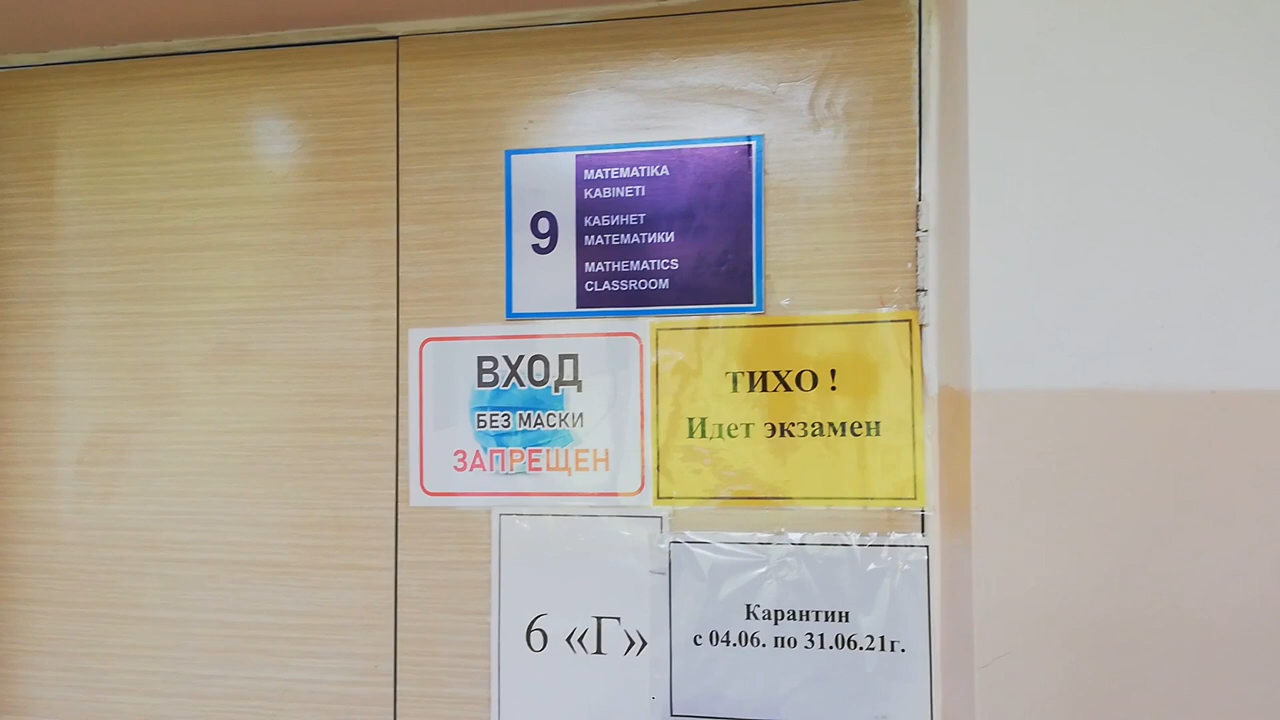 9
MATEMATIKA
KABINETI
КАБИНЕТ
МАТЕМАТИКИ
MATHEMATICS
CLASSROOM
ВХОД
БЕЗ МАСКИ
ЗАПРЕЩЕН
ТИХО !
Идет экзамен
6 «Г»
Карантин
с 04.06. по 31.06.21г.